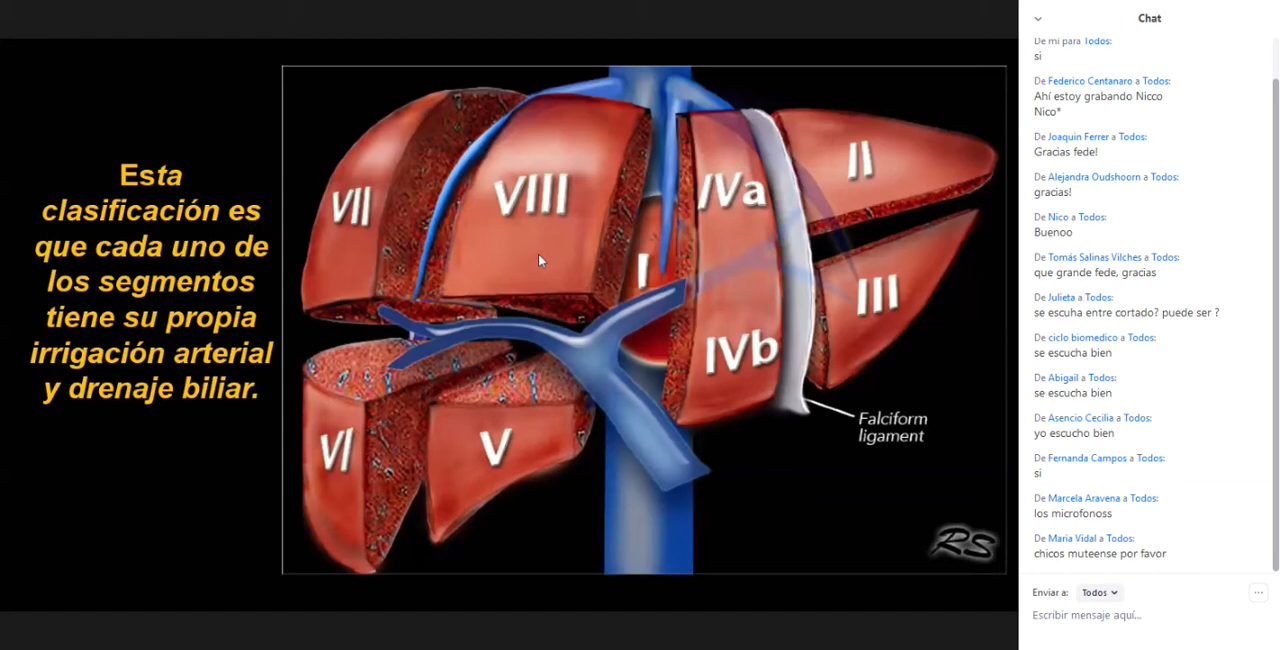 Esta
clasificación es
que cada uno de
los segmentos
tiene su propia
irrigación arterial
y drenaje biliar.
VII
VIII
IVa
II
I
III
IVb
VI
V
Falciform
ligament
RS
Chat
De mí para Todos:
si
De Federico Centanaro a Todos:
Ahí estoy grabando Nicco
Nico*
De Joaquin Ferrer a Todos:
Gracias fede!
De Alejandra Oudshoorn a Todos:
gracias!
De Nico a Todos:
Buenoo
De Tomás Salinas Vilches a Todos:
que grande fede, gracias
De Julieta a Todos:
se escuha entre cortado? puede ser ?
De ciclo biomedico a Todos:
se escucha bien
De Abigail a Todos:
se escucha bien
De Asencio Cecilia a Todos:
yo escucho bien
De Fernanda Campos a Todos:
si
De Marcela Aravena a Todos:
los microfonoss
De Maria Vidal a Todos:
chicos muteense por favor
Enviar a: Todos
Escribir mensaje aquí...